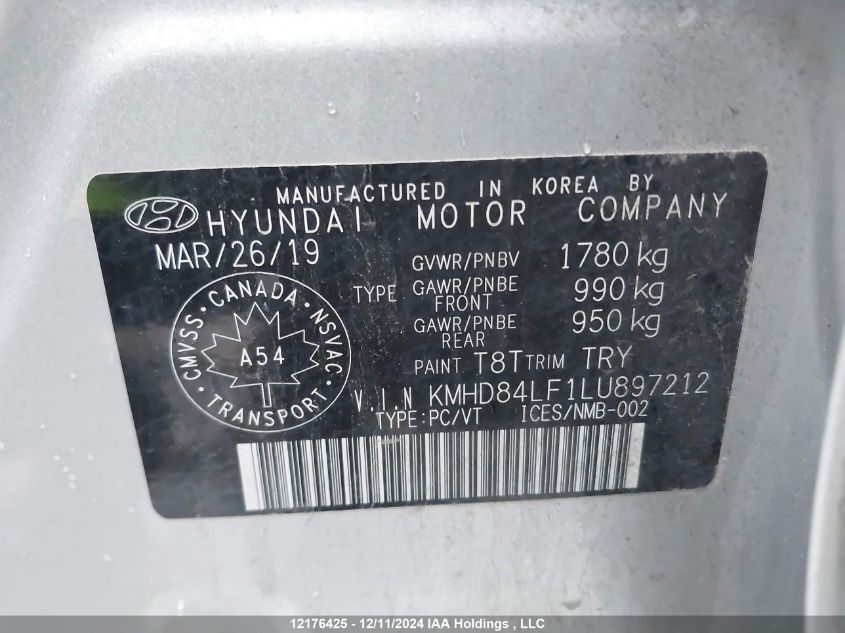 MANUFACTURED IN KOREA BY
HYUNDAI MOTOR COMPANY
MAR/26/19
GVWR/PNBV 1780 kg
TYPE GAWR/PNBE FRONT 990 kg
GAWR/PNBE REAR 950 kg
PAINT T8T TRIM TRY
CMVSS · CANADA · NSVAC · TRANSPORT ·
A54
V.I.N KMHD84LF1LU897212
TYPE:PC/VT ICES/NMB-002
12176425 - 12/11/2024 IAA Holdings , LLC